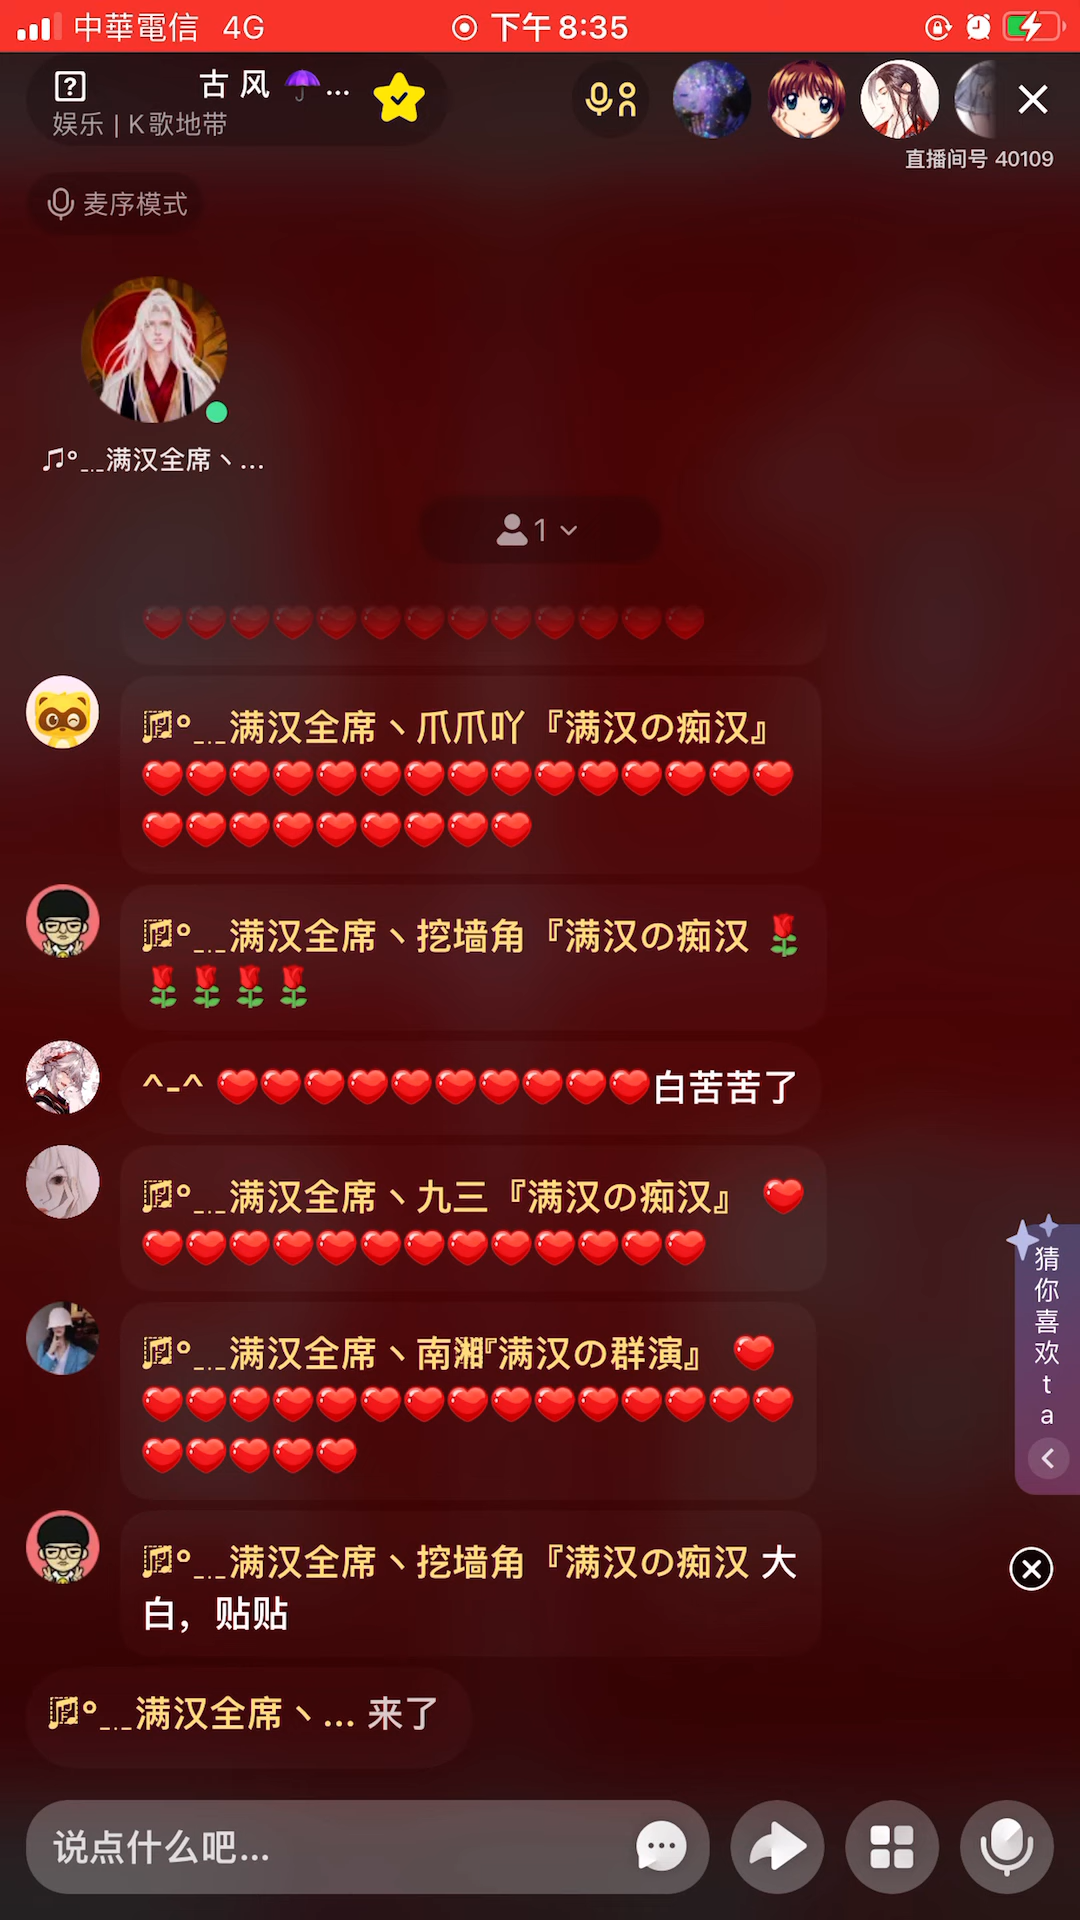 中華電信 4G 下午 8:35
古 风 ☂️...
娱乐 | K歌地带
直播间号 40109
麦序模式
♫°_._满汉全席丶...
1
❤️❤️❤️❤️❤️❤️❤️❤️❤️❤️❤️❤️❤️
🎵°_._满汉全席丶爪爪吖『满汉の痴汉』
❤️❤️❤️❤️❤️❤️❤️❤️❤️❤️❤️❤️❤️❤️❤️
❤️❤️❤️❤️❤️❤️❤️❤️❤️
🎵°_._满汉全席丶挖墙角『满汉の痴汉 🌹
🌹🌹🌹🌹
^-^ ❤️❤️❤️❤️❤️❤️❤️❤️❤️❤️白苦苦了
🎵°_._满汉全席丶九三『满汉の痴汉』 ❤️
❤️❤️❤️❤️❤️❤️❤️❤️❤️❤️❤️❤️❤️
🎵°_._满汉全席丶南湘『满汉の群演』 ❤️
❤️❤️❤️❤️❤️❤️❤️❤️❤️❤️❤️❤️❤️❤️❤️
❤️❤️❤️❤️❤️
🎵°_._满汉全席丶挖墙角『满汉の痴汉 大
白，贴贴
🎵°_._满汉全席丶... 来了
猜你喜欢ta
说点什么吧...